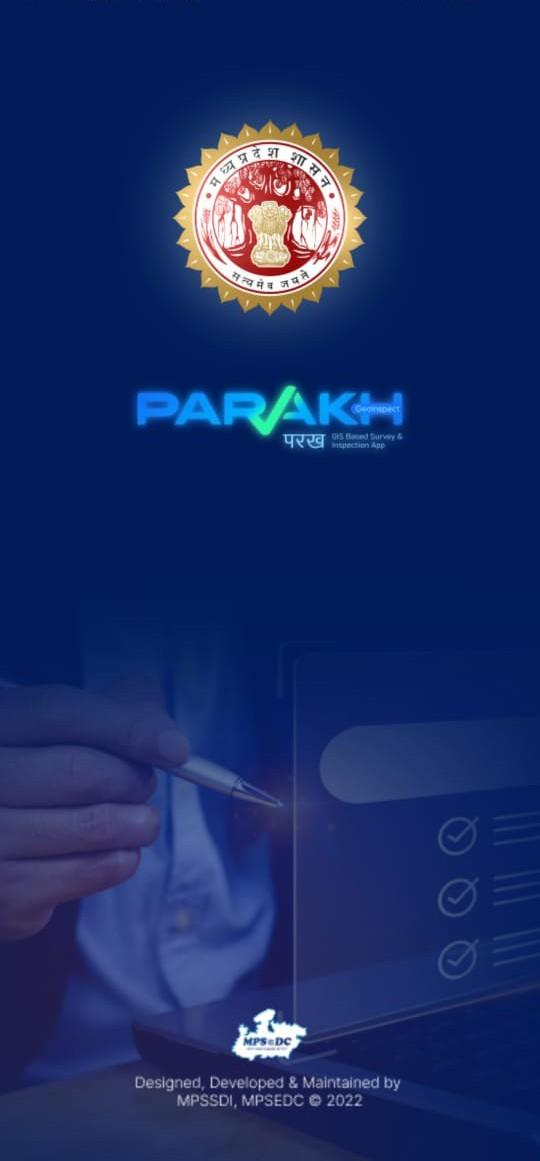 मध्यप्रदेश शासन
सत्यमेव जयते
PARAKH
GeoInspect
परख
GIS Based Survey &
Inspection App
MPSeDC
Designed, Developed & Maintained by
MPSSDI, MPSEDC © 2022